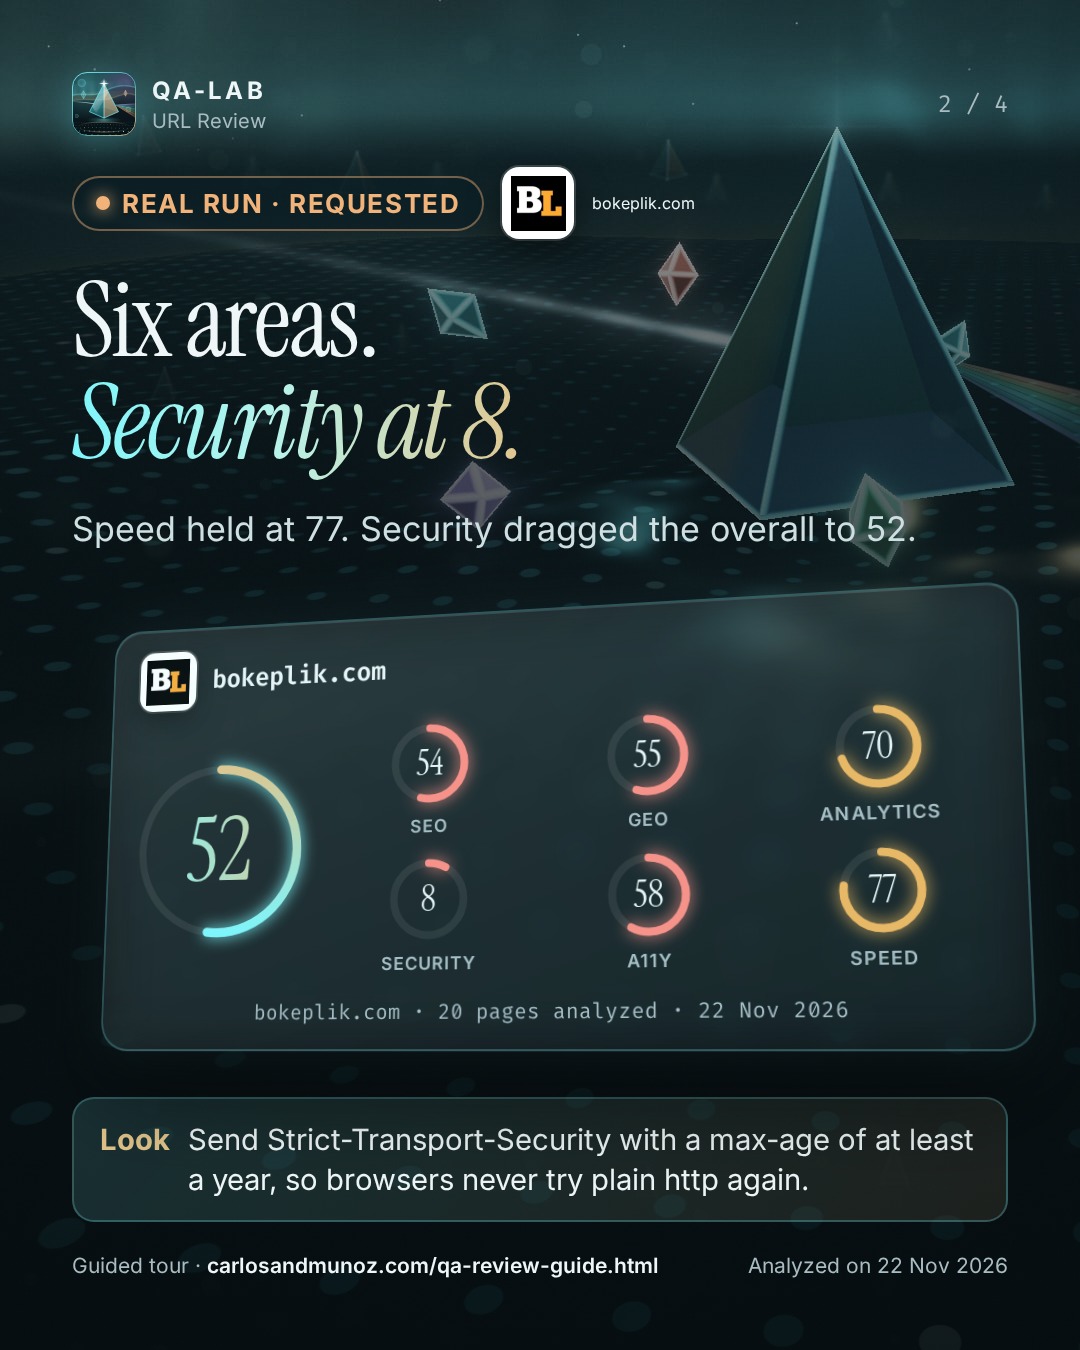 QA-LAB
URL Review
2 / 4
REAL RUN · REQUESTED
BL
bokeplik.com
Six areas.
Security at 8.
Speed held at 77. Security dragged the overall to 52.
BL
bokeplik.com
52
54
SEO
55
GEO
70
ANALYTICS
8
SECURITY
58
A11Y
77
SPEED
bokeplik.com · 20 pages analyzed · 22 Nov 2026
Look Send Strict-Transport-Security with a max-age of at least
a year, so browsers never try plain http again.
Guided tour · carlosandmunoz.com/qa-review-guide.html
Analyzed on 22 Nov 2026